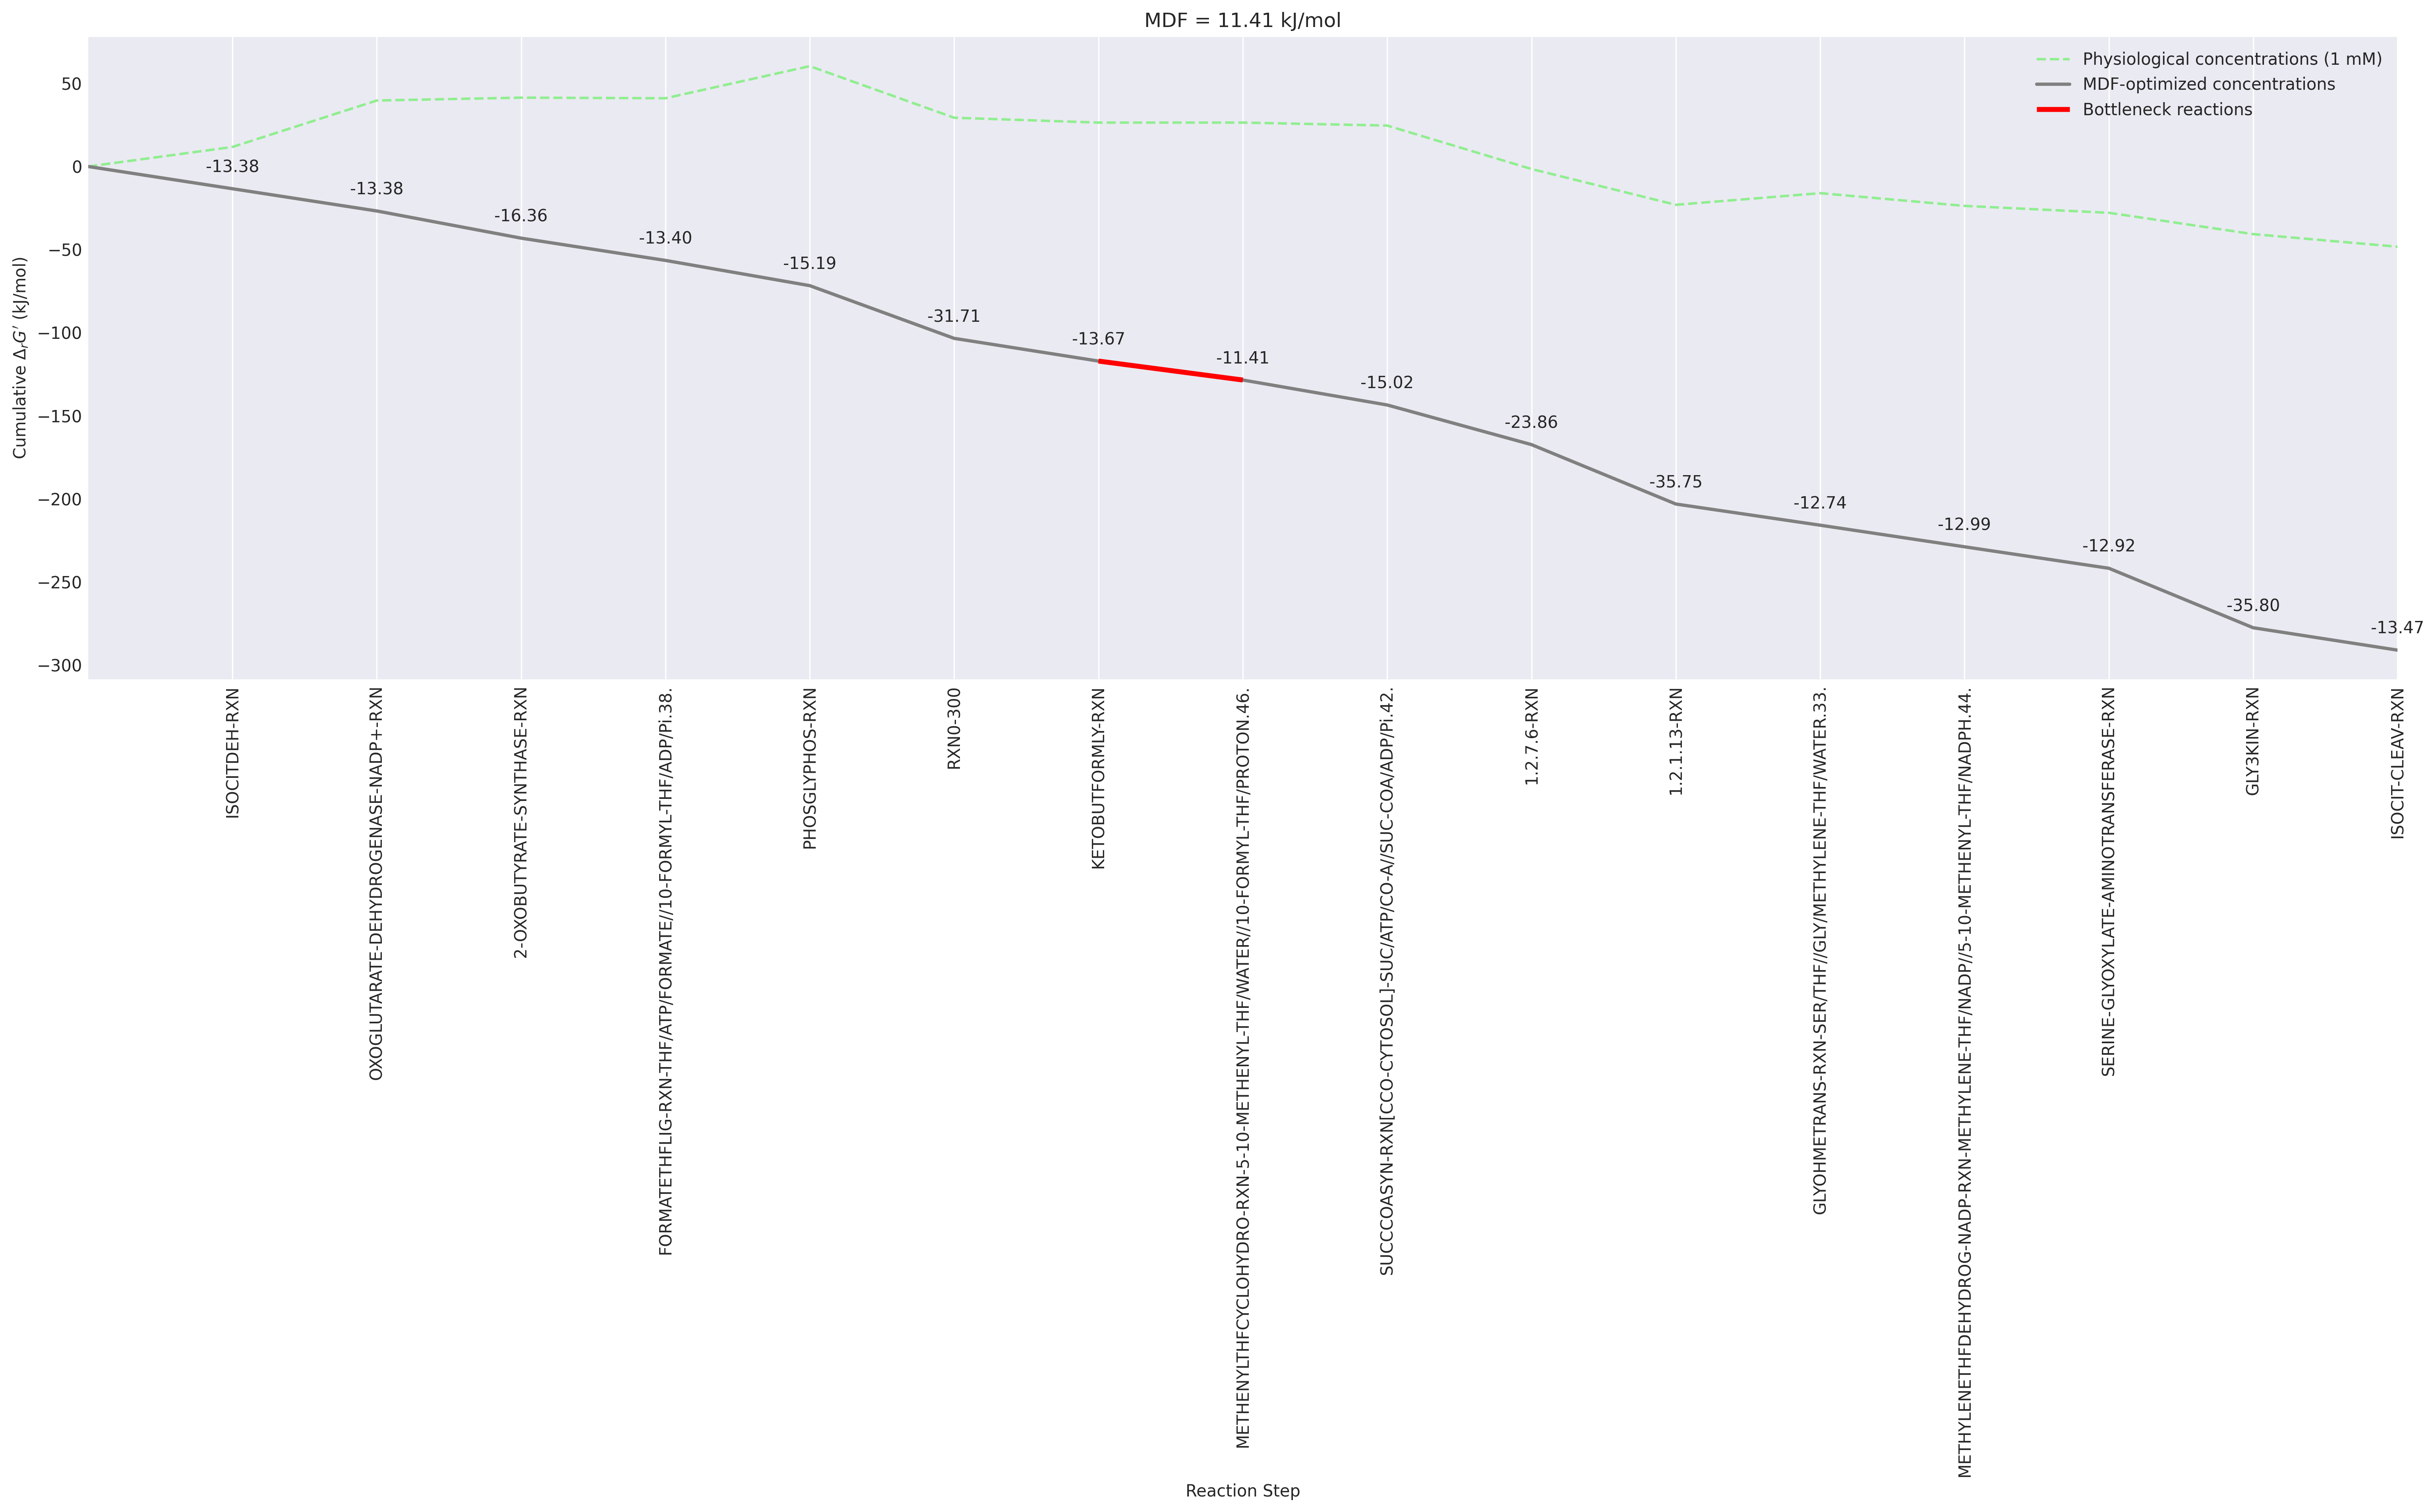 MDF = 11.41 kJ/mol
Physiological concentrations (1 mM)
MDF-optimized concentrations
Bottleneck reactions
Cumulative ΔrG′ (kJ/mol)
50
0
−50
−100
−150
−200
−250
−300
-13.38
-13.38
-16.36
-13.40
-15.19
-31.71
-13.67
-11.41
-15.02
-23.86
-35.75
-12.74
-12.99
-12.92
-35.80
-13.47
ISOCITDEH-RXN
OXOGLUTARATE-DEHYDROGENASE-NADP+-RXN
2-OXOBUTYRATE-SYNTHASE-RXN
FORMATETHFLIG-RXN-THF/ATP/FORMATE//10-FORMYL-THF/ADP/Pi.38.
PHOSGLYPHOS-RXN
RXN0-300
KETOBUTFORMLY-RXN
METHENYLTHFCYCLOHYDRO-RXN-5-10-METHENYL-THF/WATER//10-FORMYL-THF/PROTON.46.
SUCCCOASYN-RXN[CCO-CYTOSOL]-SUC/ATP/CO-A//SUC-COA/ADP/Pi.42.
1.2.7.6-RXN
1.2.1.13-RXN
GLYOHMETRANS-RXN-SER/THF//GLY/METHYLENE-THF/WATER.33.
METHYLENETHFDEHYDROG-NADP-RXN-METHYLENE-THF/NADP//5-10-METHENYL-THF/NADPH.44.
SERINE-GLYOXYLATE-AMINOTRANSFERASE-RXN
GLY3KIN-RXN
ISOCIT-CLEAV-RXN
Reaction Step